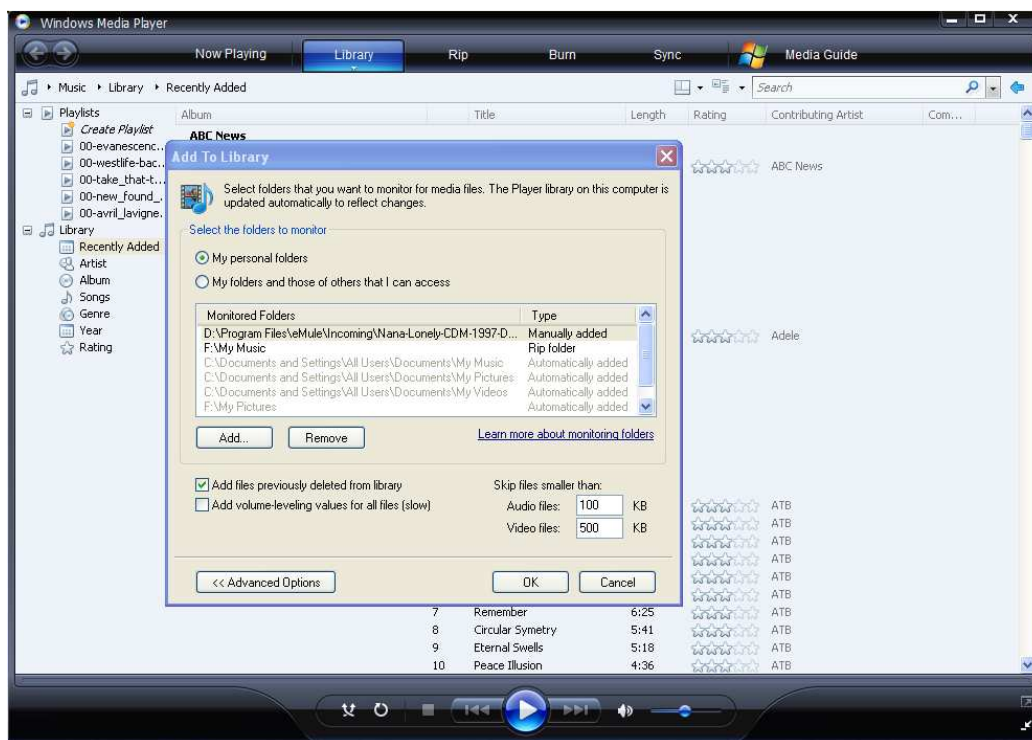 Windows Media Player
Now Playing Library Rip Burn Sync Media Guide
Music Library Recently Added Search
Playlists Album Title Length Rating Contributing Artist Com...
Create Playlist ABC News
00-evanescenc...
00-westlife-bac... ABC News
00-take_that-t...
00-new_found_...
00-avril_lavigne.
Library
Recently Added
Artist
Album
Songs
Genre
Year
Rating
Add To Library
Select folders that you want to monitor for media files. The Player library on this computer is
updated automatically to reflect changes.
Select the folders to monitor
My personal folders
My folders and those of others that I can access
Monitored Folders Type
D:\Program Files\eMule\Incoming\Nana-Lonely-CDM-1997-D... Manually added
F:\My Music Rip folder
C:\Documents and Settings\All Users\Documents\My Music Automatically added
C:\Documents and Settings\All Users\Documents\My Pictures Automatically added
C:\Documents and Settings\All Users\Documents\My Videos Automatically added
F:\My Pictures Automatically added
Add... Remove Learn more about monitoring folders
Add files previously deleted from library Skip files smaller than:
Add volume-leveling values for all files (slow) Audio files: 100 KB
Video files: 500 KB
<< Advanced Options OK Cancel
Adele
ATB
ATB
ATB
ATB
ATB
ATB
7 Remember 6:25 ATB
8 Circular Symetry 5:41 ATB
9 Eternal Swells 5:18 ATB
10 Peace Illusion 4:36 ATB